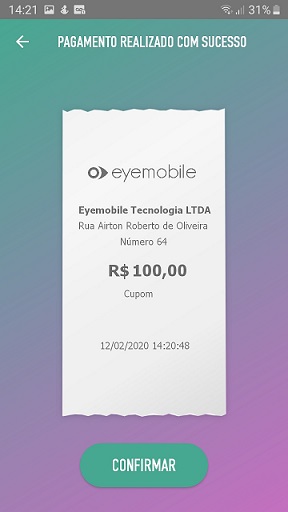 14:21 31%
PAGAMENTO REALIZADO COM SUCESSO
eyemobile
Eyemobile Tecnologia LTDA
Rua Airton Roberto de Oliveira
Número 64
R$ 100,00
Cupom
12/02/2020 14:20:48
CONFIRMAR